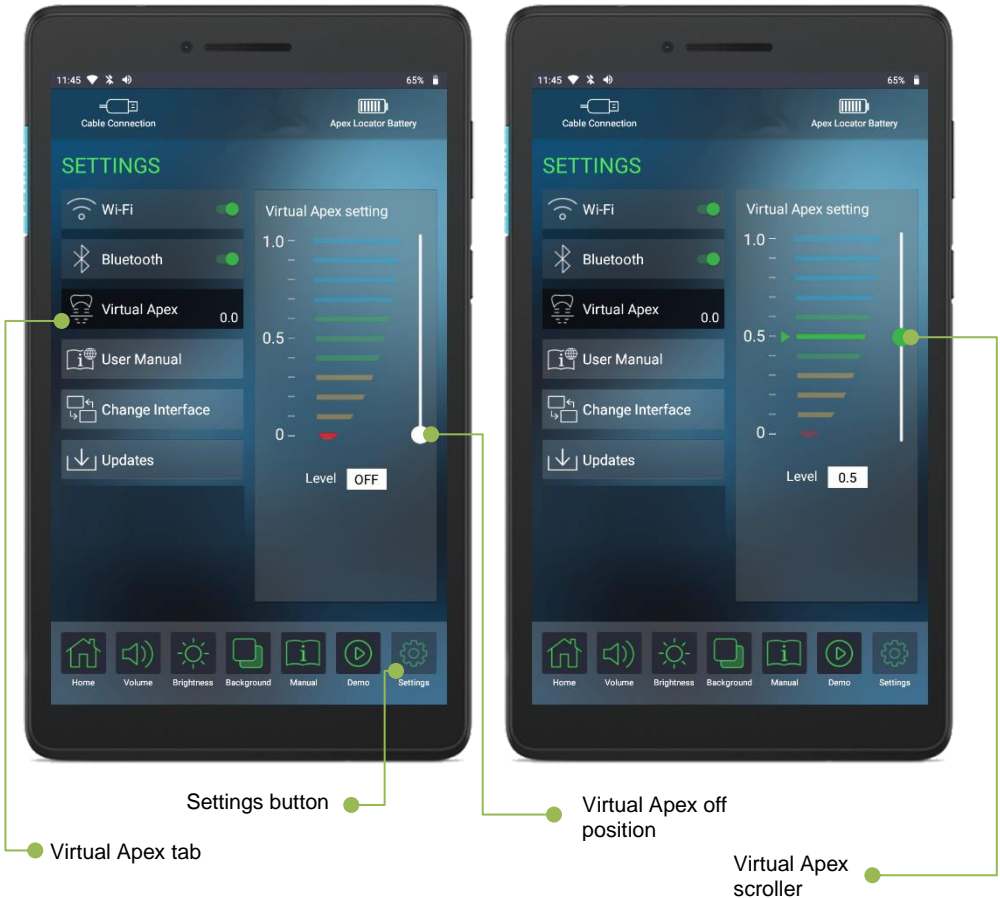 11:45
65%
Cable Connection
Apex Locator Battery
SETTINGS
Wi-Fi
Bluetooth
Virtual Apex
0.0
User Manual
Change Interface
Updates
Virtual Apex setting
1.0
0.5
0
Level OFF
Home Volume Brightness Background Manual Demo Settings
11:45
65%
Cable Connection
Apex Locator Battery
SETTINGS
Wi-Fi
Bluetooth
Virtual Apex
0.0
User Manual
Change Interface
Updates
Virtual Apex setting
1.0
0.5
0
Level 0.5
Home Volume Brightness Background Manual Demo Settings
Settings button
Virtual Apex off
position
Virtual Apex tab
Virtual Apex
scroller